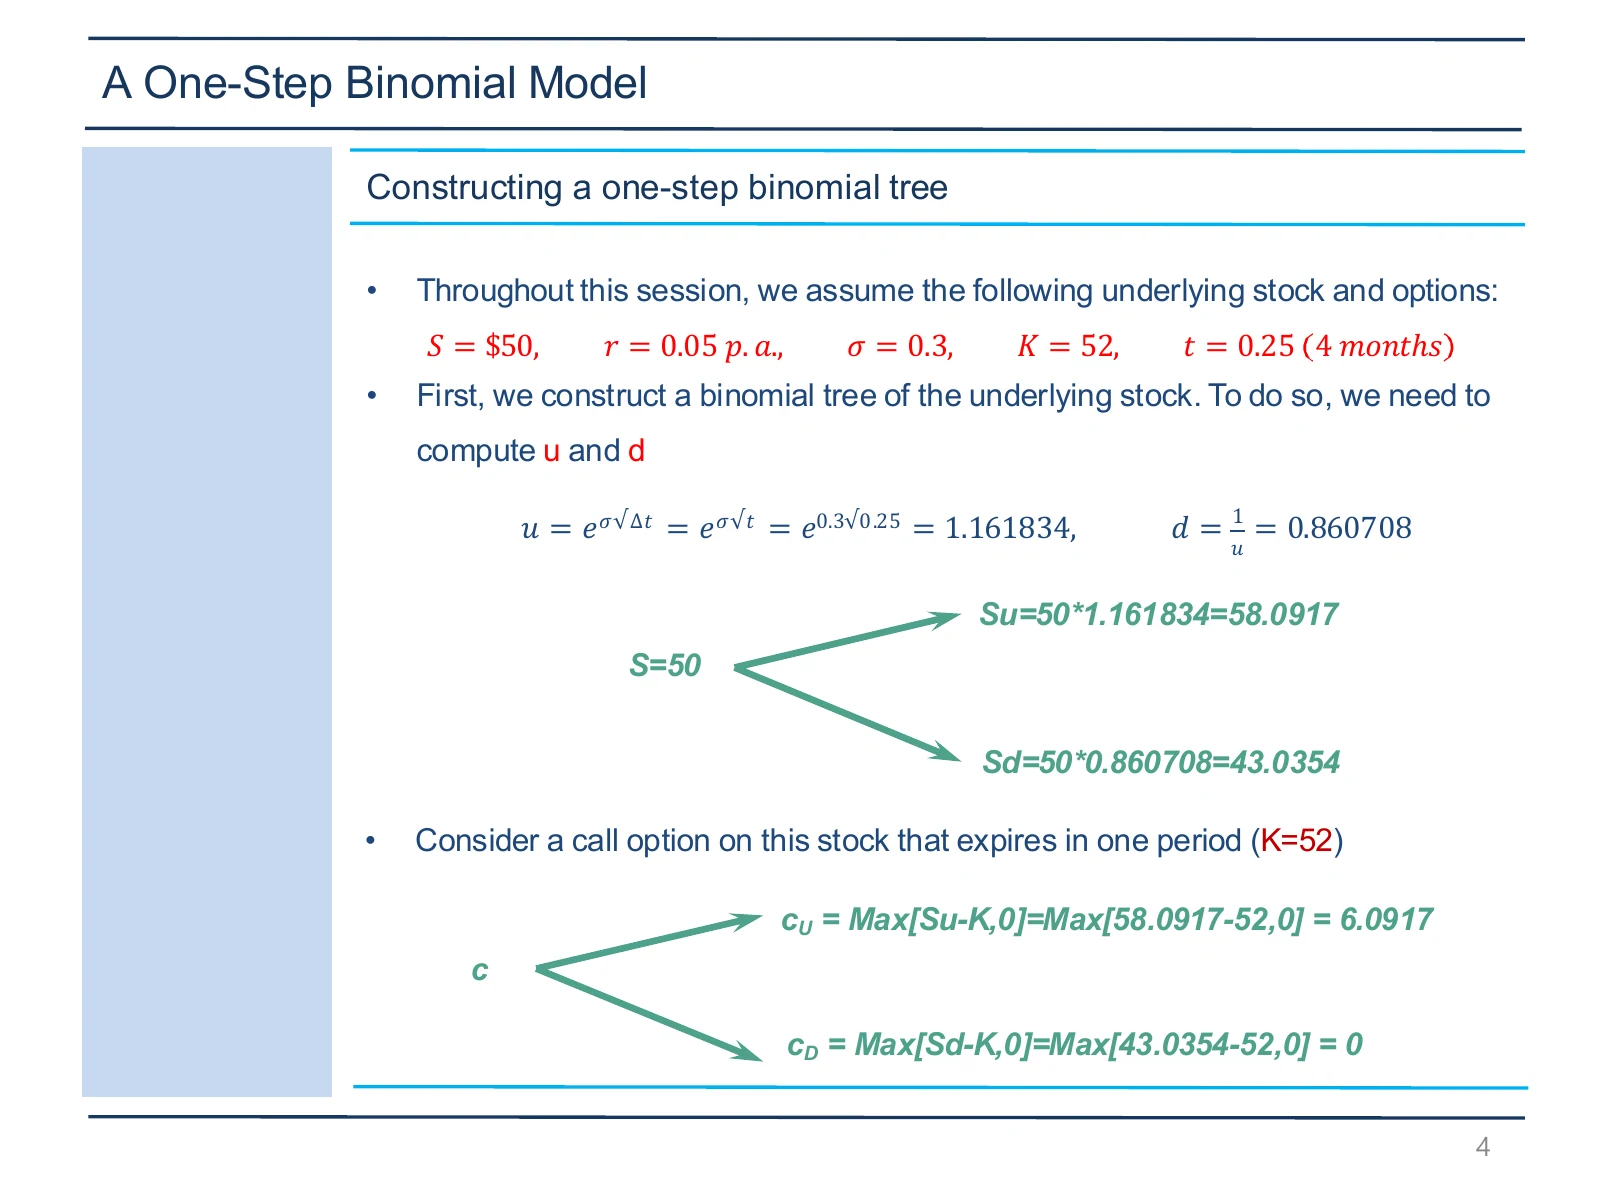 A One-Step Binomial Model
Constructing a one-step binomial tree
• Throughout this session, we assume the following underlying stock and options:
S = $50, r = 0.05 p.a., σ = 0.3, K = 52, t = 0.25 (4 months)
• First, we construct a binomial tree of the underlying stock. To do so, we need to
compute u and d
u = e^{σ√Δt} = e^{σ√t} = e^{0.3√0.25} = 1.161834, d = 1/u = 0.860708
Su=50*1.161834=58.0917
S=50
Sd=50*0.860708=43.0354
• Consider a call option on this stock that expires in one period (K=52)
c_U = Max[Su-K,0]=Max[58.0917-52,0] = 6.0917
c
c_D = Max[Sd-K,0]=Max[43.0354-52,0] = 0
4